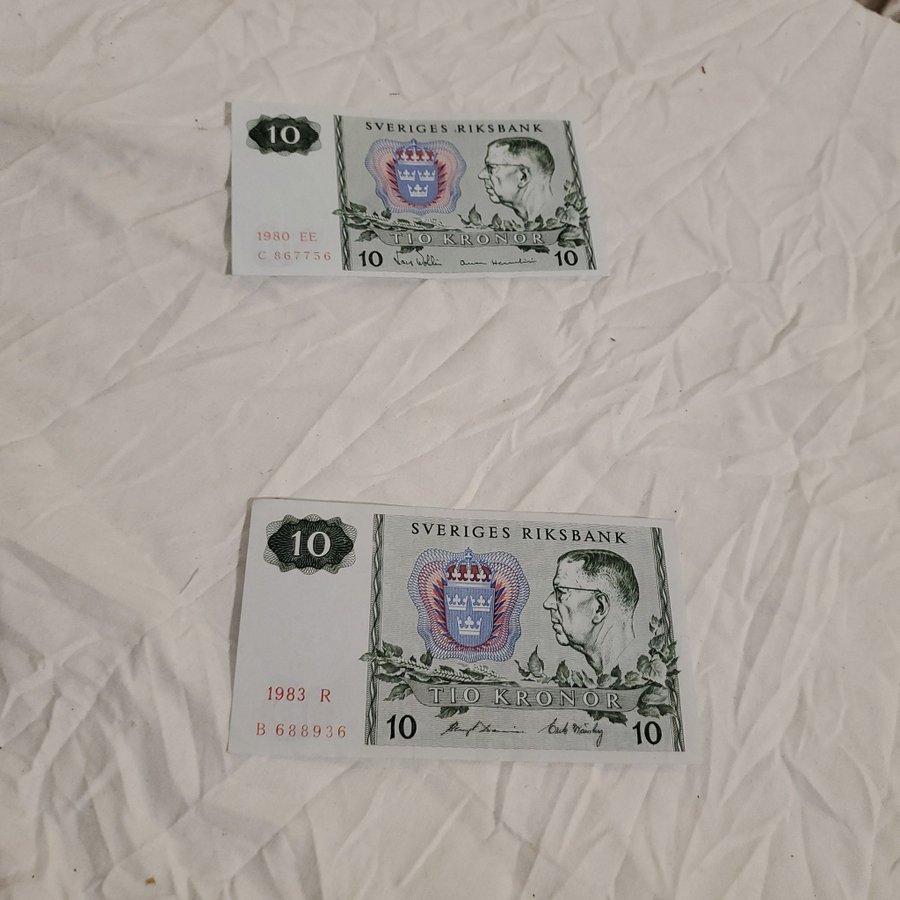 10
SVERIGES RIKSBANK
1980 EE
C 867756
TIO KRONOR
10 10
10
SVERIGES RIKSBANK
1983 R
B 688936
TIO KRONOR
10 10